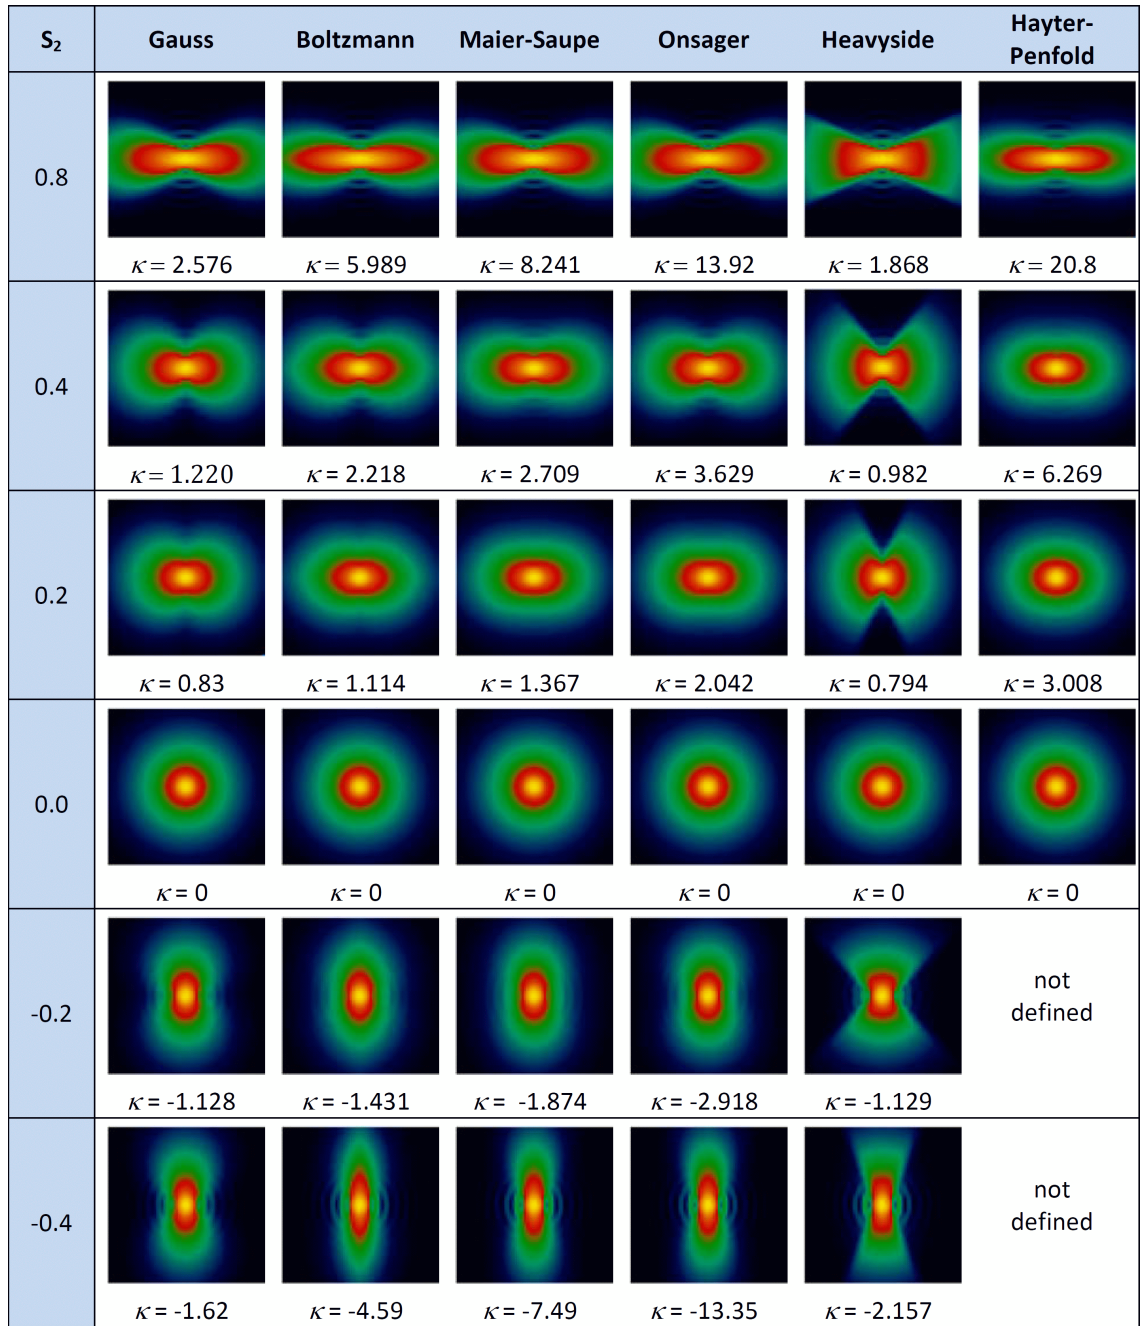 S₂ Gauss Boltzmann Maier-Saupe Onsager Heavyside Hayter-
Penfold
0.8
κ = 2.576 κ = 5.989 κ = 8.241 κ = 13.92 κ = 1.868 κ = 20.8
0.4
κ = 1.220 κ = 2.218 κ = 2.709 κ = 3.629 κ = 0.982 κ = 6.269
0.2
κ = 0.83 κ = 1.114 κ = 1.367 κ = 2.042 κ = 0.794 κ = 3.008
0.0
κ = 0 κ = 0 κ = 0 κ = 0 κ = 0 κ = 0
-0.2 not
defined
κ = -1.128 κ = -1.431 κ = -1.874 κ = -2.918 κ = -1.129
-0.4 not
defined
κ = -1.62 κ = -4.59 κ = -7.49 κ = -13.35 κ = -2.157